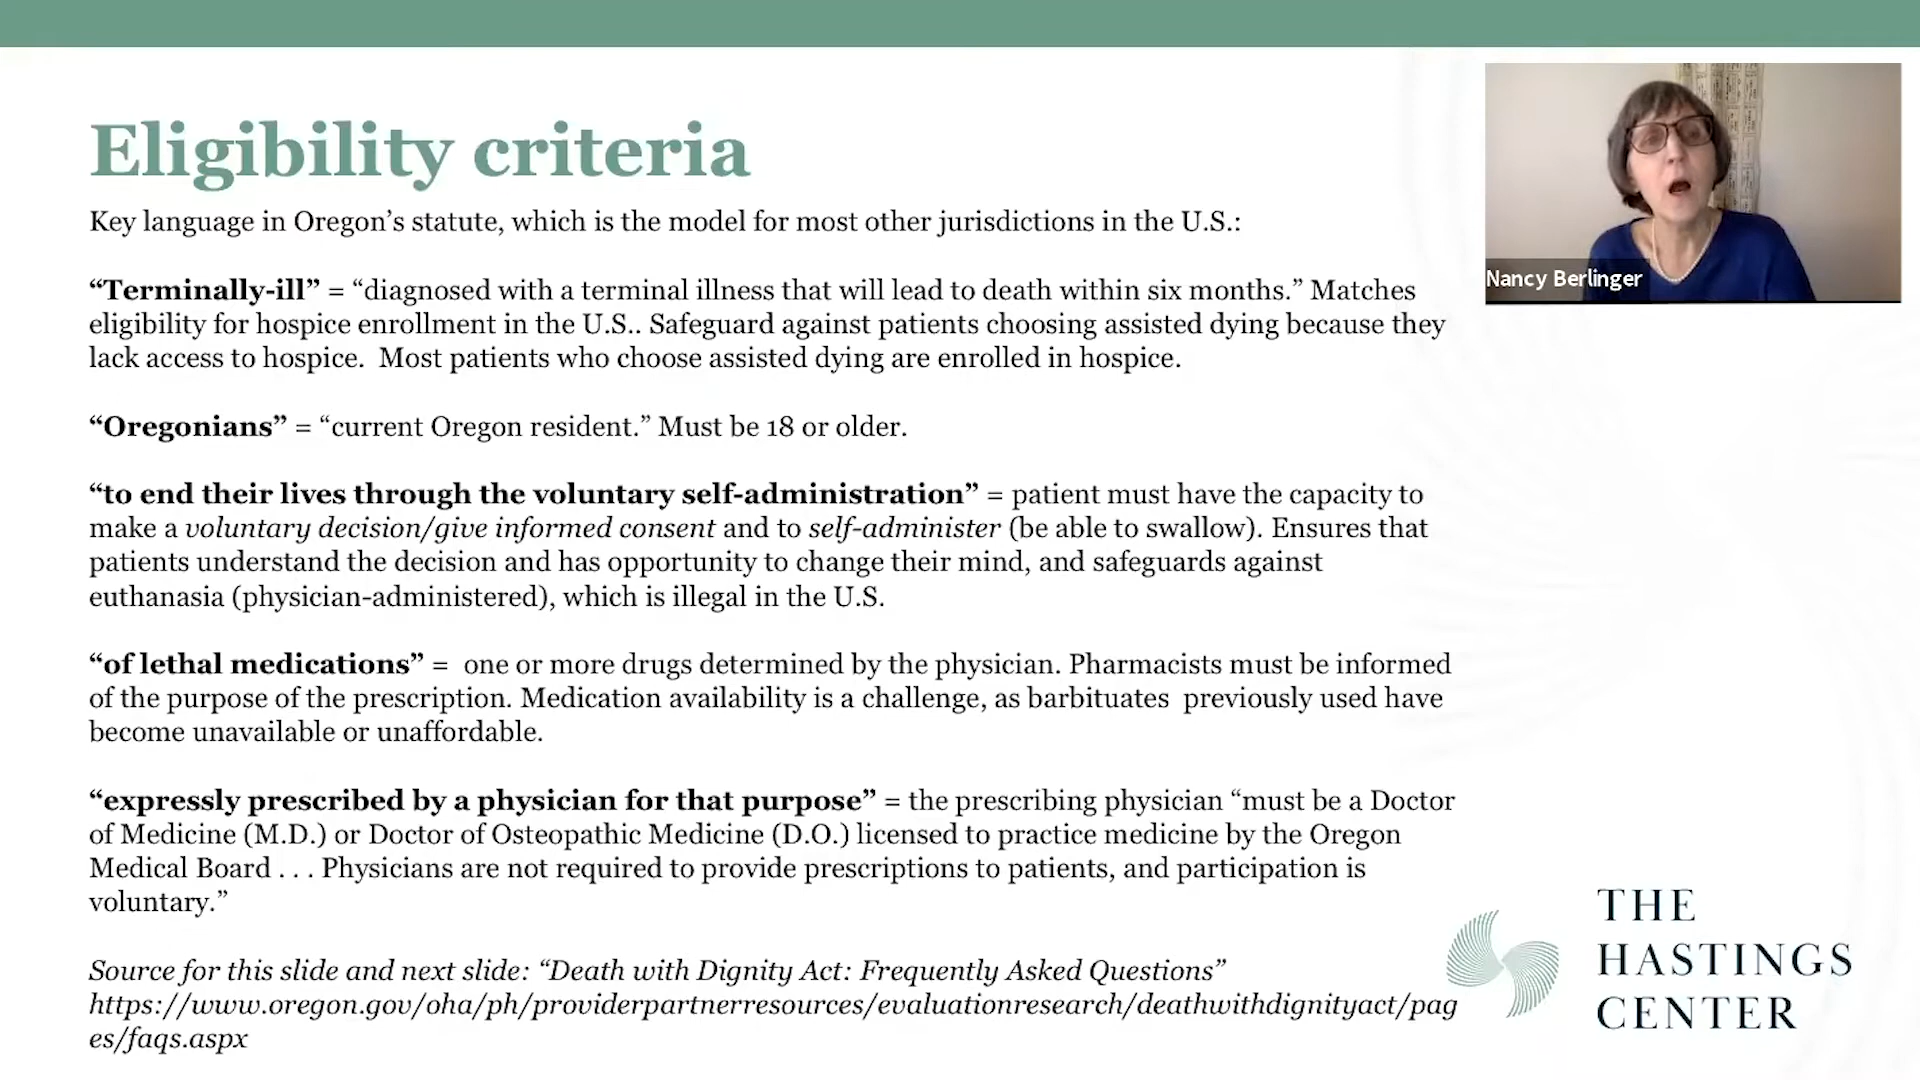 Eligibility criteria
Key language in Oregon’s statute, which is the model for most other jurisdictions in the U.S.:
“Terminally-ill” = “diagnosed with a terminal illness that will lead to death within six months.” Matches
eligibility for hospice enrollment in the U.S.. Safeguard against patients choosing assisted dying because they
lack access to hospice.  Most patients who choose assisted dying are enrolled in hospice.
“Oregonians” = “current Oregon resident.” Must be 18 or older.
“to end their lives through the voluntary self-administration” = patient must have the capacity to
make a voluntary decision/give informed consent and to self-administer (be able to swallow). Ensures that
patients understand the decision and has opportunity to change their mind, and safeguards against
euthanasia (physician-administered), which is illegal in the U.S.
“of lethal medications” =  one or more drugs determined by the physician. Pharmacists must be informed
of the purpose of the prescription. Medication availability is a challenge, as barbituates  previously used have
become unavailable or unaffordable.
“expressly prescribed by a physician for that purpose” = the prescribing physician “must be a Doctor
of Medicine (M.D.) or Doctor of Osteopathic Medicine (D.O.) licensed to practice medicine by the Oregon
Medical Board . . . Physicians are not required to provide prescriptions to patients, and participation is
voluntary.”
Source for this slide and next slide: “Death with Dignity Act: Frequently Asked Questions”
https://www.oregon.gov/oha/ph/providerpartnerresources/evaluationresearch/deathwithdignityact/pag
es/faqs.aspx
Nancy Berlinger
THE
HASTINGS
CENTER